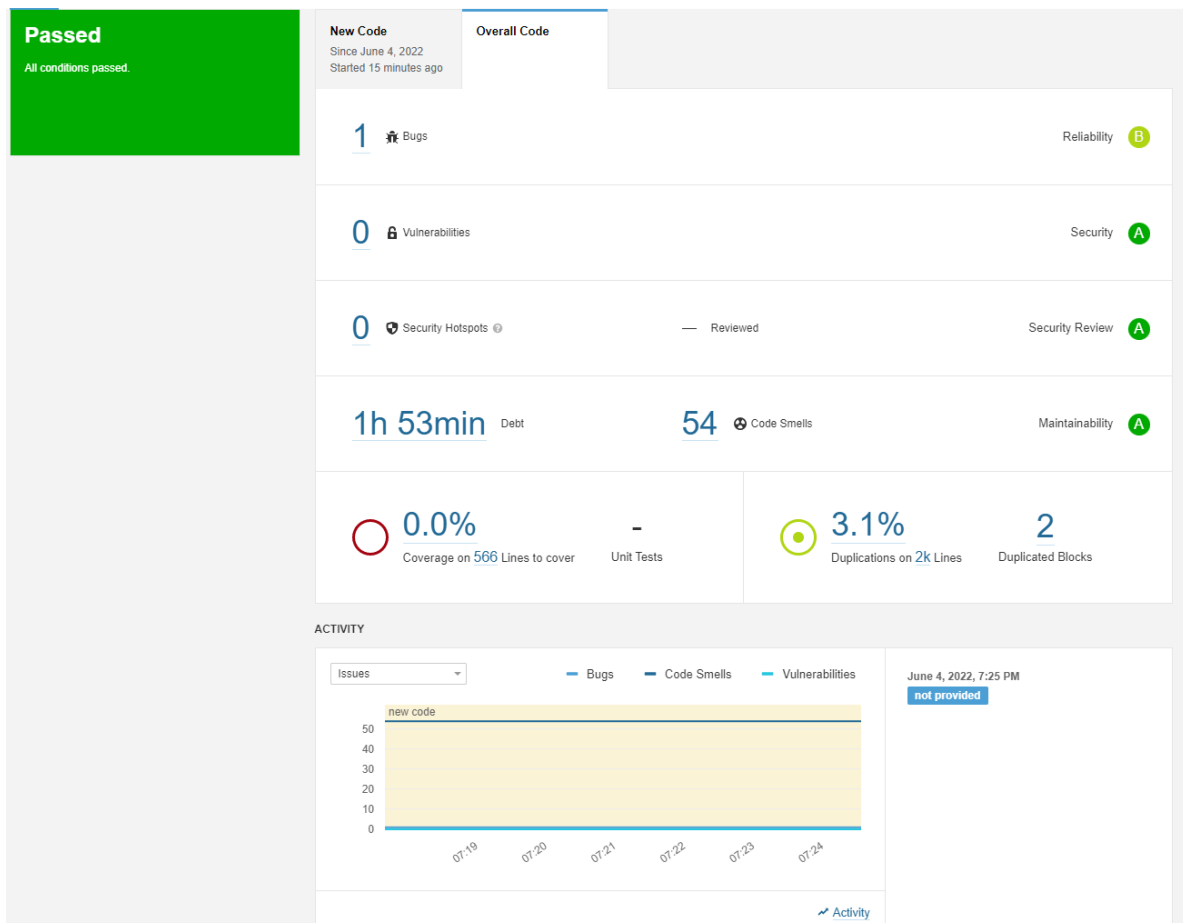 Passed
All conditions passed.
New Code
Since June 4, 2022
Started 15 minutes ago
Overall Code
1 Bugs Reliability B
0 Vulnerabilities Security A
0 Security Hotspots ? — Reviewed Security Review A
1h 53min Debt 54 Code Smells Maintainability A
0.0%
Coverage on 566 Lines to cover
-
Unit Tests
3.1%
Duplications on 2k Lines
2
Duplicated Blocks
ACTIVITY
Issues
Bugs Code Smells Vulnerabilities
new code
50
40
30
20
10
0
07:19 07:20 07:21 07:22 07:23 07:24
Activity
June 4, 2022, 7:25 PM
not provided